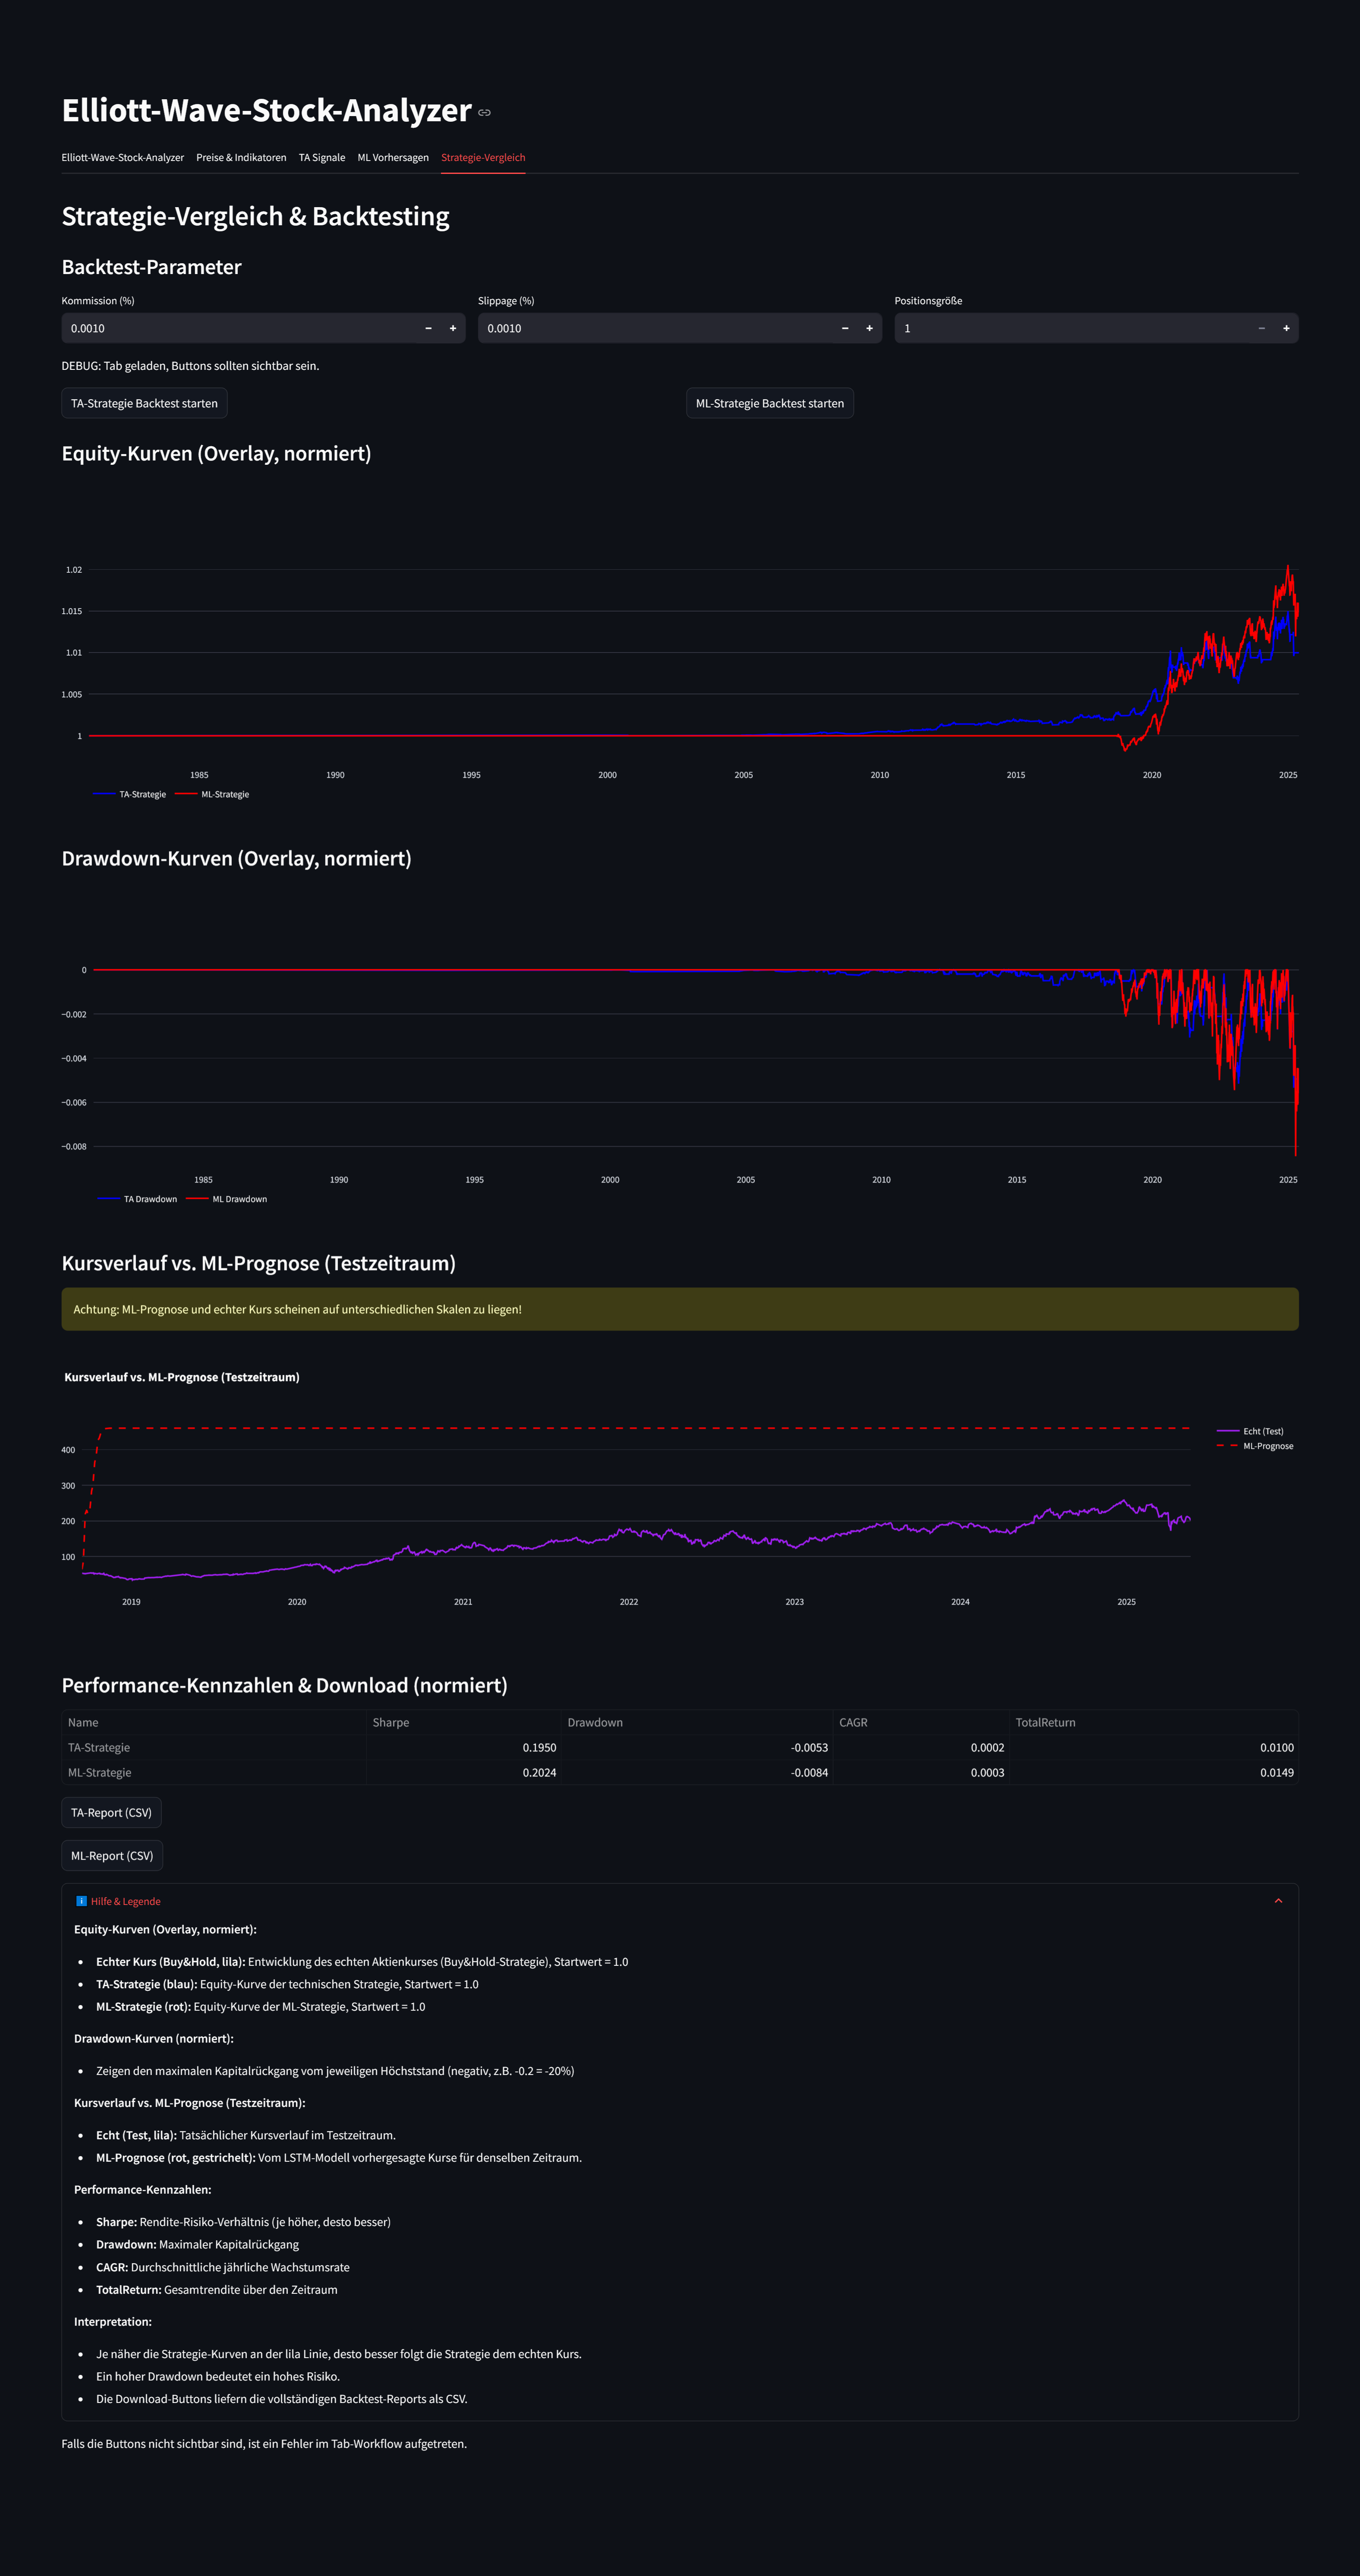 Elliott-Wave-Stock-Analyzer
Elliott-Wave-Stock-Analyzer Preise & Indikatoren TA Signale ML Vorhersagen Strategie-Vergleich
Strategie-Vergleich & Backtesting
Backtest-Parameter
Kommission (%) Slippage (%) Positionsgröße
0.0010 − + 0.0010 − + 1 − +
DEBUG: Tab geladen, Buttons sollten sichtbar sein.
TA-Strategie Backtest starten ML-Strategie Backtest starten
Equity-Kurven (Overlay, normiert)
1.02
1.015
1.01
1.005
1
1985 1990 1995 2000 2005 2010 2015 2020 2025
TA-Strategie ML-Strategie
Drawdown-Kurven (Overlay, normiert)
0
−0.002
−0.004
−0.006
−0.008
1985 1990 1995 2000 2005 2010 2015 2020 2025
TA Drawdown ML Drawdown
Kursverlauf vs. ML-Prognose (Testzeitraum)
Achtung: ML-Prognose und echter Kurs scheinen auf unterschiedlichen Skalen zu liegen!
Kursverlauf vs. ML-Prognose (Testzeitraum)
Echt (Test)
ML-Prognose
400
300
200
100
2019 2020 2021 2022 2023 2024 2025
Performance-Kennzahlen & Download (normiert)
Name Sharpe Drawdown CAGR TotalReturn
TA-Strategie 0.1950 -0.0053 0.0002 0.0100
ML-Strategie 0.2024 -0.0084 0.0003 0.0149
TA-Report (CSV)
ML-Report (CSV)
ℹ️ Hilfe & Legende
Equity-Kurven (Overlay, normiert):
• Echter Kurs (Buy&Hold, lila): Entwicklung des echten Aktienkurses (Buy&Hold-Strategie), Startwert = 1.0
• TA-Strategie (blau): Equity-Kurve der technischen Strategie, Startwert = 1.0
• ML-Strategie (rot): Equity-Kurve der ML-Strategie, Startwert = 1.0
Drawdown-Kurven (normiert):
• Zeigen den maximalen Kapitalrückgang vom jeweiligen Höchststand (negativ, z.B. -0.2 = -20%)
Kursverlauf vs. ML-Prognose (Testzeitraum):
• Echt (Test, lila): Tatsächlicher Kursverlauf im Testzeitraum.
• ML-Prognose (rot, gestrichelt): Vom LSTM-Modell vorhergesagte Kurse für denselben Zeitraum.
Performance-Kennzahlen:
• Sharpe: Rendite-Risiko-Verhältnis (je höher, desto besser)
• Drawdown: Maximaler Kapitalrückgang
• CAGR: Durchschnittliche jährliche Wachstumsrate
• TotalReturn: Gesamtrendite über den Zeitraum
Interpretation:
• Je näher die Strategie-Kurven an der lila Linie, desto besser folgt die Strategie dem echten Kurs.
• Ein hoher Drawdown bedeutet ein hohes Risiko.
• Die Download-Buttons liefern die vollständigen Backtest-Reports als CSV.
Falls die Buttons nicht sichtbar sind, ist ein Fehler im Tab-Workflow aufgetreten.